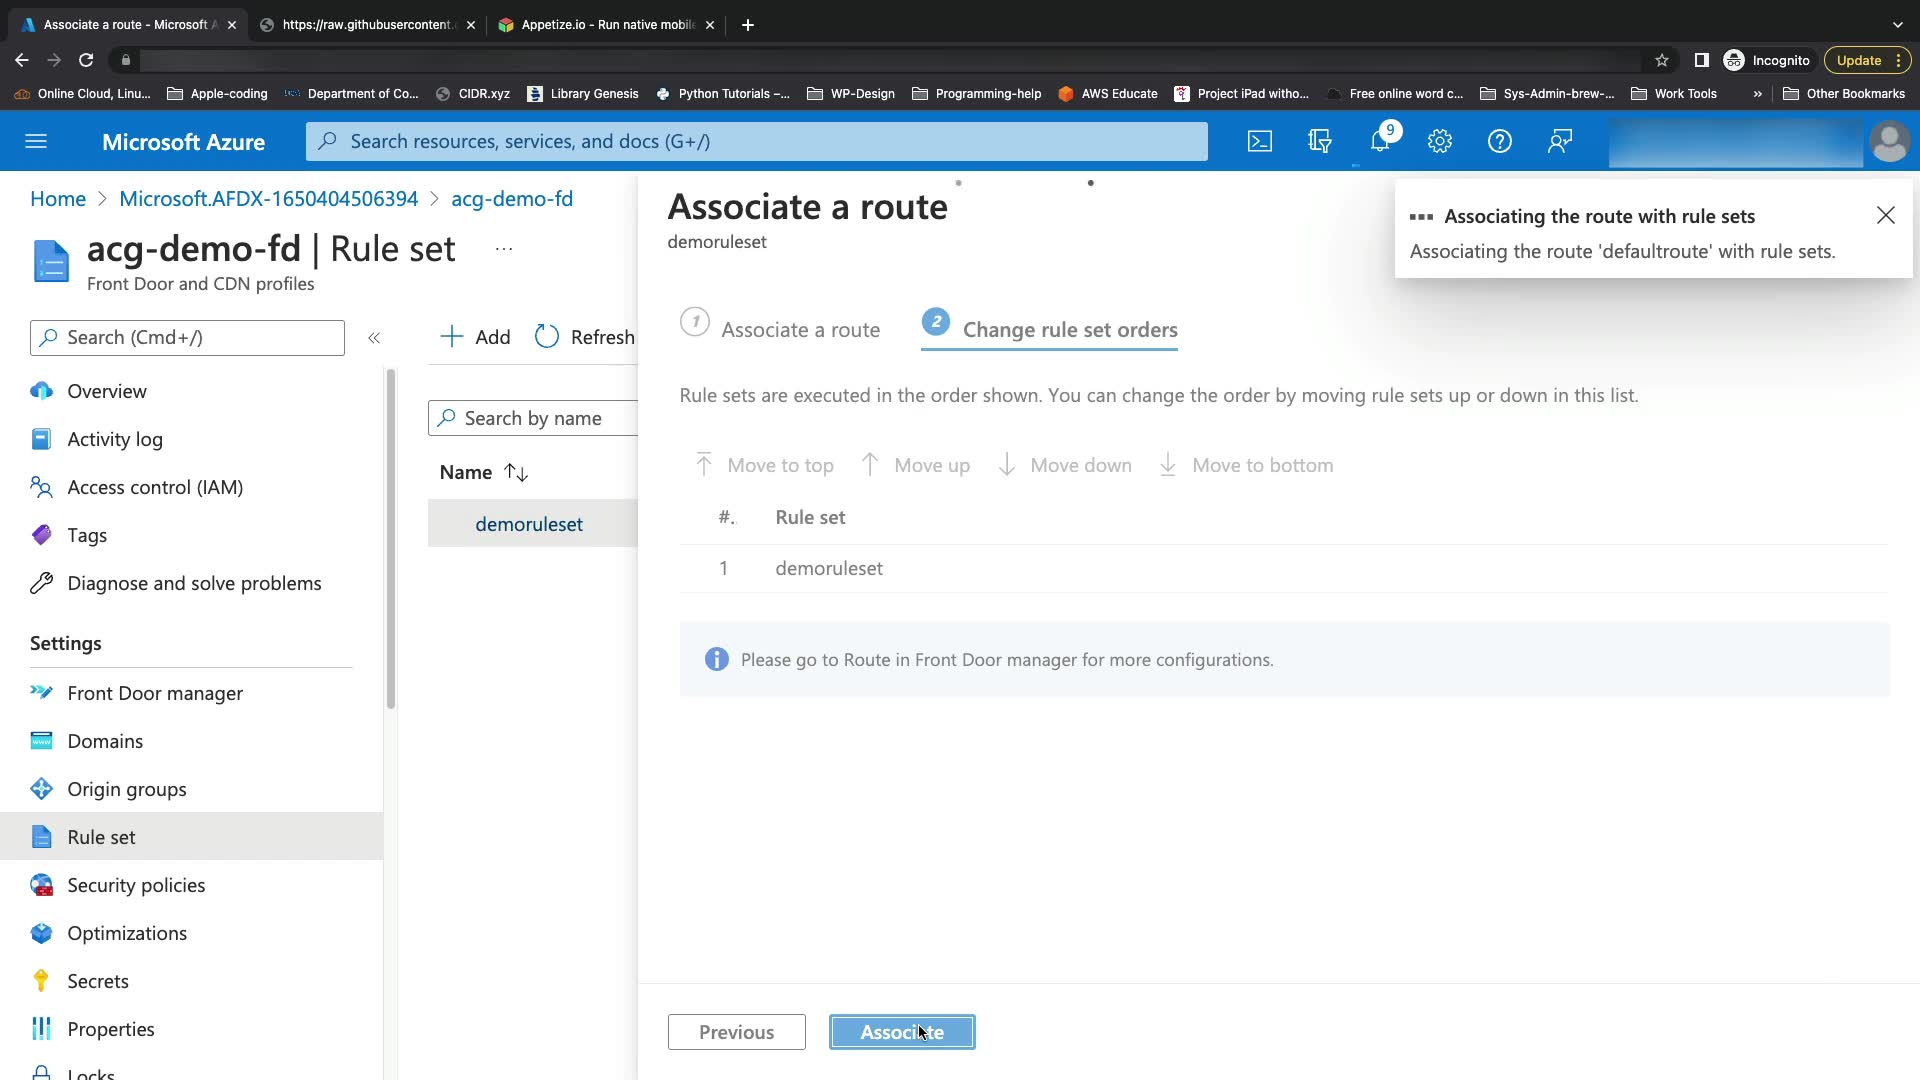 Associate a route - Microsoft A
https://raw.githubusercontent.c
Appetize.io - Run native mobile
Incognito
Update
Online Cloud, Linu...
Apple-coding
Department of Co...
CIDR.xyz
Library Genesis
Python Tutorials –...
WP-Design
Programming-help
AWS Educate
Project iPad witho...
Free online word c...
Sys-Admin-brew-...
Work Tools
»
Other Bookmarks
Microsoft Azure
Search resources, services, and docs (G+/)
9
Home > Microsoft.AFDX-1650404506394 > acg-demo-fd
acg-demo-fd | Rule set ...
Front Door and CDN profiles
Search (Cmd+/)
«
Overview
Activity log
Access control (IAM)
Tags
Diagnose and solve problems
Settings
Front Door manager
Domains
Origin groups
Rule set
Security policies
Optimizations
Secrets
Properties
Locks
Add
Refresh
Search by name
Name
demoruleset
Associate a route
demoruleset
1 Associate a route
2 Change rule set orders
Rule sets are executed in the order shown. You can change the order by moving rule sets up or down in this list.
Move to top
Move up
Move down
Move to bottom
#. Rule set
1 demoruleset
Please go to Route in Front Door manager for more configurations.
Previous
Associate
Associating the route with rule sets
Associating the route 'defaultroute' with rule sets.